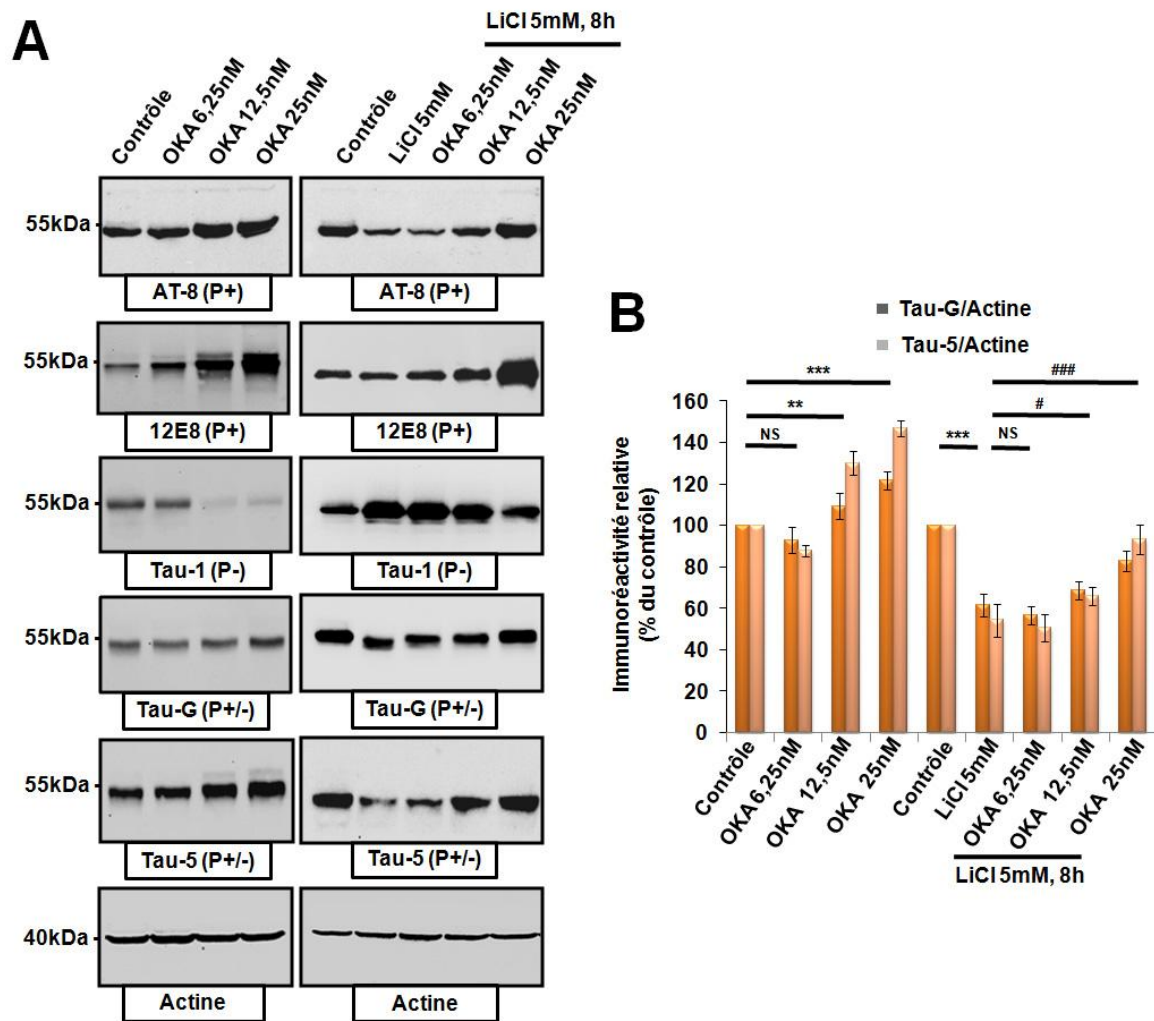 A
LiCl 5mM, 8h
Contrôle
OKA 6,25nM
OKA 12,5nM
OKA 25nM
Contrôle
LiCl 5mM
OKA 6,25nM
OKA 12,5nM
OKA 25nM
55kDa
AT-8 (P+)
AT-8 (P+)
55kDa
12E8 (P+)
12E8 (P+)
55kDa
Tau-1 (P-)
Tau-1 (P-)
55kDa
Tau-G (P+/-)
Tau-G (P+/-)
55kDa
Tau-5 (P+/-)
Tau-5 (P+/-)
40kDa
Actine
Actine
B
Tau-G/Actine
Tau-5/Actine
Immunoréactivité relative
(% du contrôle)
160
140
120
100
80
60
40
20
0
***
**
NS
***
###
#
NS
Contrôle
OKA 6,25nM
OKA 12,5nM
OKA 25nM
Contrôle
LiCl 5mM
OKA 6,25nM
OKA 12,5nM
OKA 25nM
LiCl 5mM, 8h